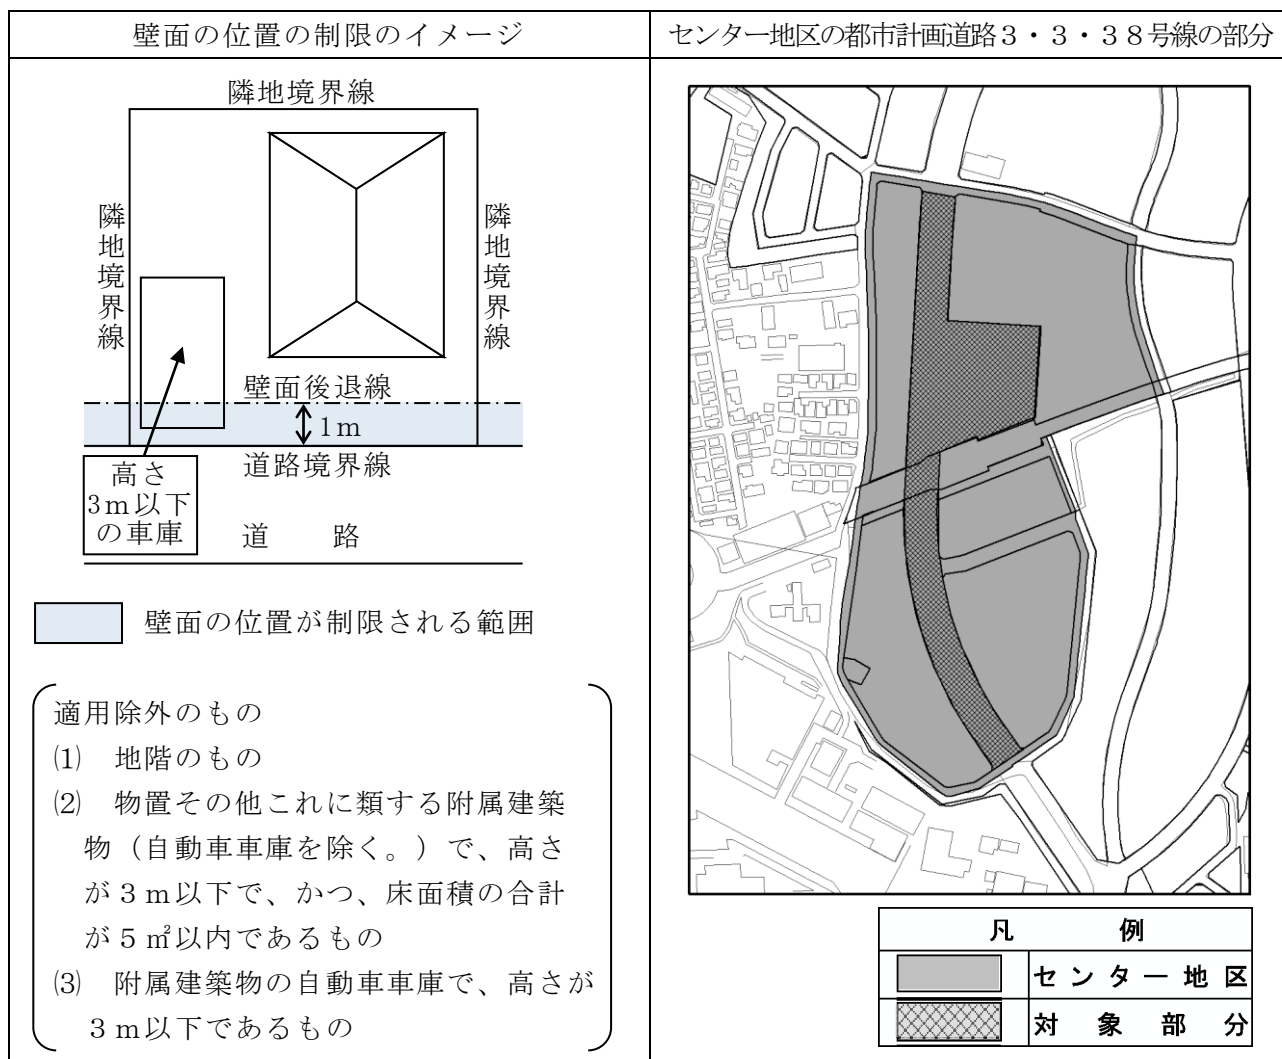 壁面の位置の制限のイメージ
センター地区の都市計画道路３・３・３８号線の部分
隣地境界線
隣地境界線
隣地境界線
壁面後退線
1m
道路境界線
高さ
3m以下
の車庫
道　　路
壁面の位置が制限される範囲
適用除外のもの
⑴　地階のもの
⑵　物置その他これに類する附属建築
物（自動車車庫を除く。）で、高さ
が３m以下で、かつ、床面積の合計
が５㎡以内であるもの
⑶　附属建築物の自動車車庫で、高さが
３m以下であるもの
凡　　例
センター地区
対象部分